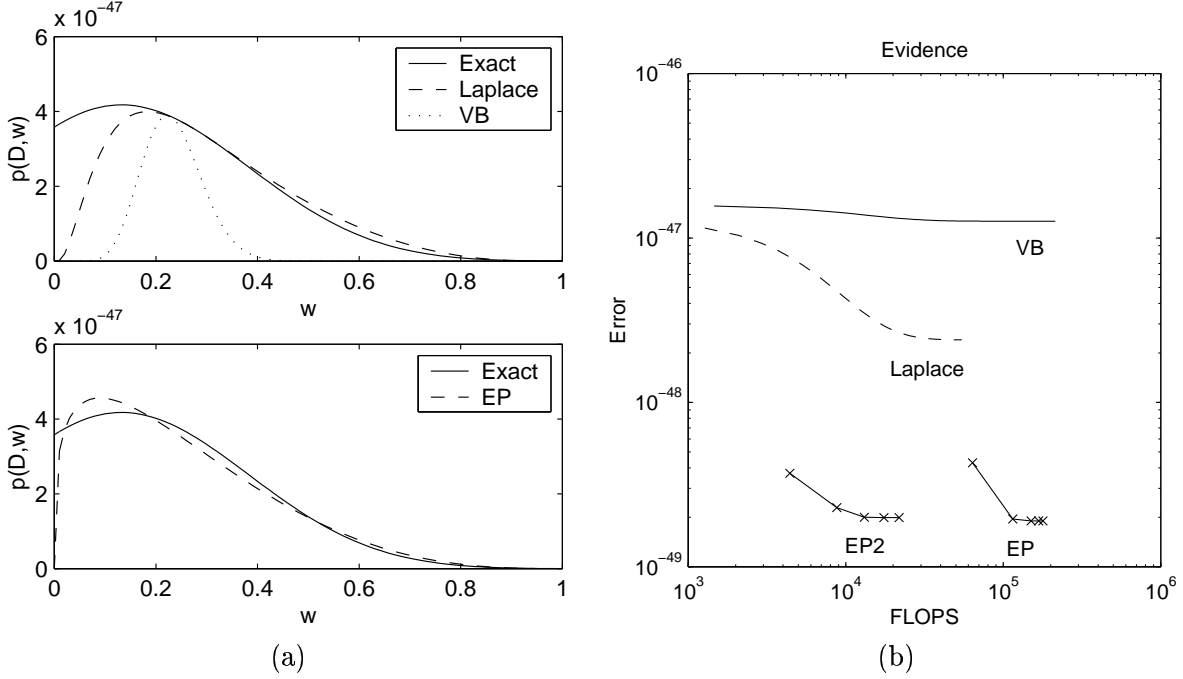 x 10^-47
6
4
2
0
p(D,w)
Exact
Laplace
VB
0 0.2 0.4 0.6 0.8 1
w
x 10^-47
6
4
2
0
p(D,w)
Exact
EP
0 0.2 0.4 0.6 0.8 1
w
(a)
Evidence
10^-46
10^-47
10^-48
10^-49
Error
VB
Laplace
EP2 EP
10^3 10^4 10^5 10^6
FLOPS
(b)